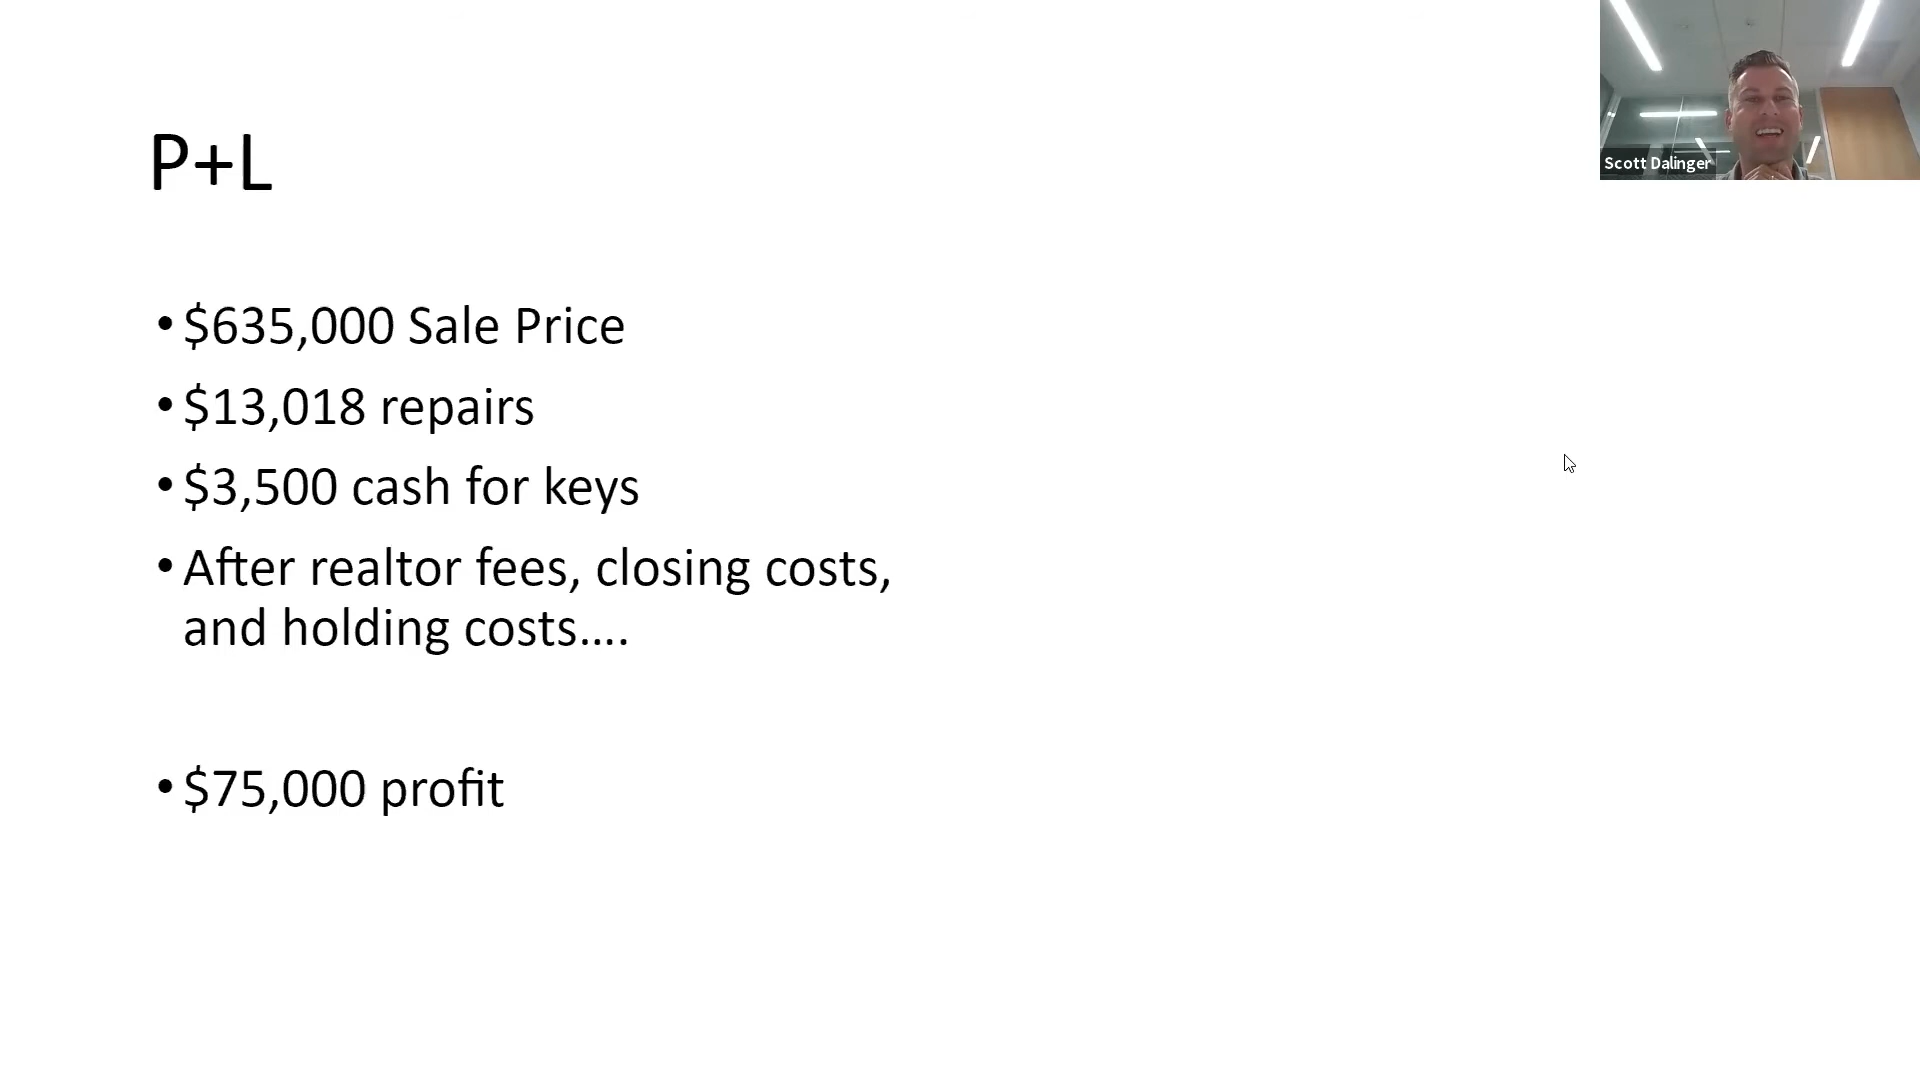 Scott Dalinger
P+L
•$635,000 Sale Price
•$13,018 repairs
•$3,500 cash for keys
•After realtor fees, closing costs,
and holding costs....
•$75,000 profit